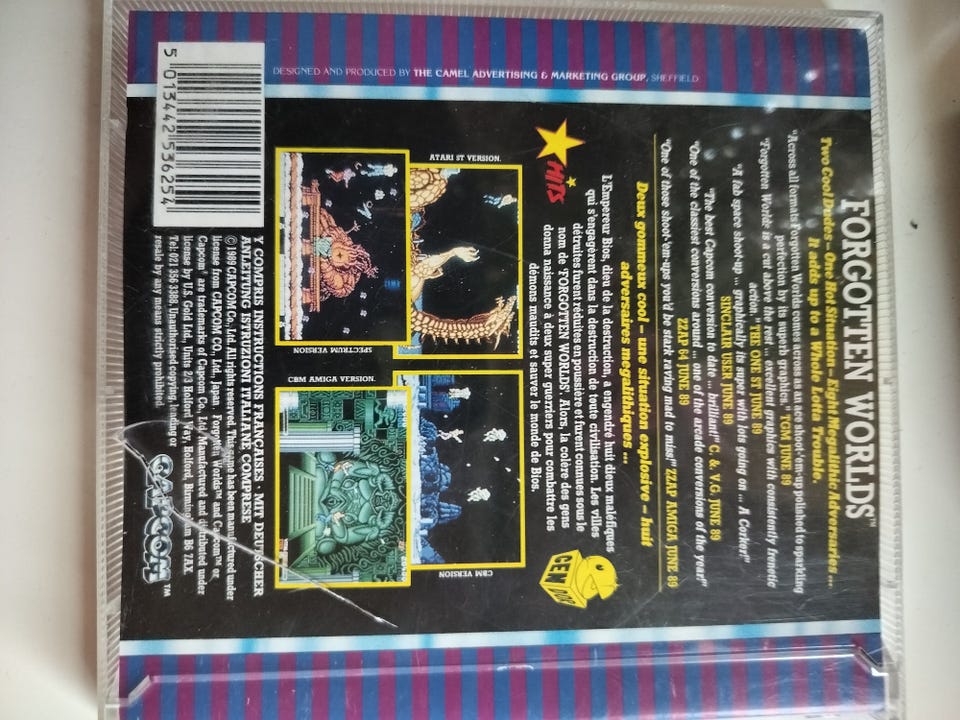 FORGOTTEN WORLDS™
Two Cool Dudes – One Hot Situation – Eight Megalithic Adversaries ...
It adds up to a Whole Lotta Trouble.
"Across all formats Forgotten Worlds comes across as an ace shoot-'em-up polished to sparkling
perfection by its superb graphics." TGM JUNE 89
"Forgotten Worlds is a cut above the rest ... excellent graphics with consistently frenetic
action." THE ONE ST JUNE 89
"A fab space shoot-up ... graphically is super with lots going on ... A Corker!"
SINCLAIR USER JUNE 89
"The best Capcom conversion to date ... brilliant!" C. & V.G. JUNE 89
"One of the classiest conversions around ... one of the arcade conversions of the year!"
ZZAP 64 JUNE 89
"One of those shoot-'em-ups you'd be stark raving mad to miss!" ZZAP AMIGA JUNE 89
Deux gommeux cool – une situation explosive – huit
adversaires megalithiques ...
L'Empereur Bios, dieu de la destruction, a engendré huit dieux maléfiques
qui s'engagèrent dans la destruction de toute civilisation. Les villes
détruites furent réduites en poussière et furent connues sous le
nom de 'FORGOTTEN WORLDS'. Alors, la colère des gens
donna naissance à deux super guerriers pour combattre les
démons maudits et sauver le monde de Bios.
HITS
GEM
ATARI ST VERSION.
CBM VERSION
SPECTRUM VERSION
CBM AMIGA VERSION.
Y COMPRIS INSTRUCTIONS FRANÇAISES · MIT DEUTSCHER
ANLEITUNG ISTRUZIONI ITALIANE COMPRESE
© 1989 CAPCOM Co., Ltd. All rights reserved. This game has been manufactured under
license from CAPCOM CO., Ltd., Japan. Forgotten Worlds™ and Capcom™ or
Capcom® are trademarks of Capcom Co., Ltd. Manufactured and distributed under
license by U.S. Gold Ltd., Units 2/3 Holford Way, Holford, Birmingham B6 7AX.
Tel: 021 356 3388. Unauthorised copying, lending or
resale by any means strictly prohibited.
CAPCOM™
5 013442 536254
DESIGNED AND PRODUCED BY THE CAMEL ADVERTISING & MARKETING GROUP, SHEFFIELD